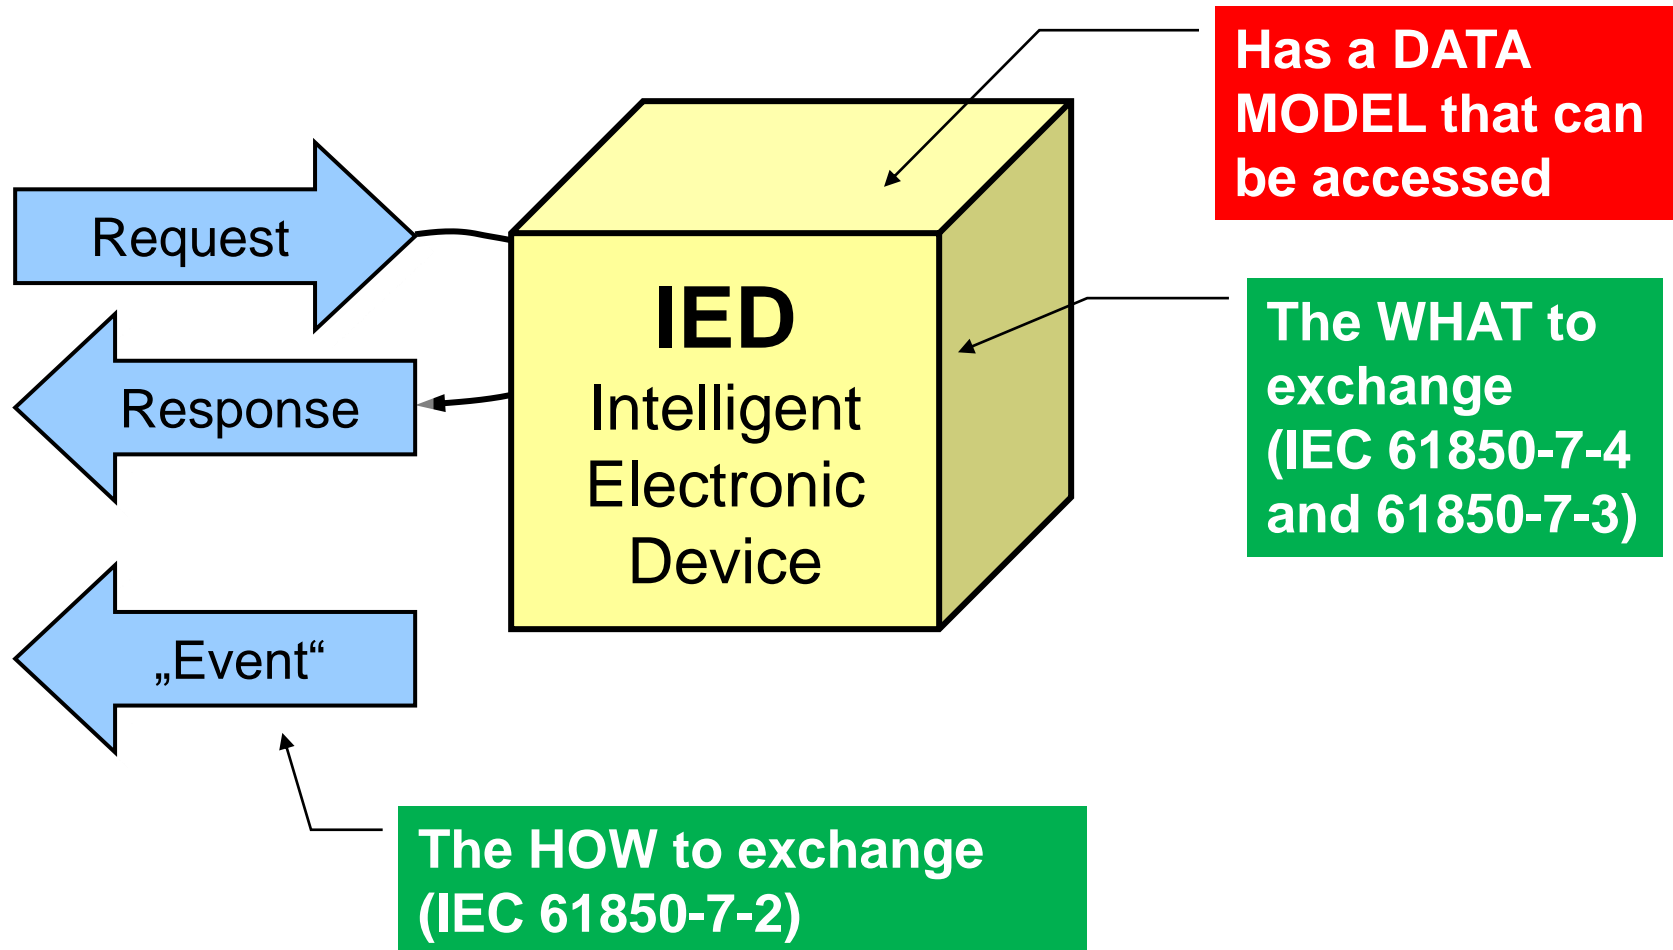 Has a DATA
MODEL that can
be accessed
Request
IED
Intelligent
Electronic
Device
The WHAT to
exchange
(IEC 61850-7-4
and 61850-7-3)
Response
„Event“
The HOW to exchange
(IEC 61850-7-2)